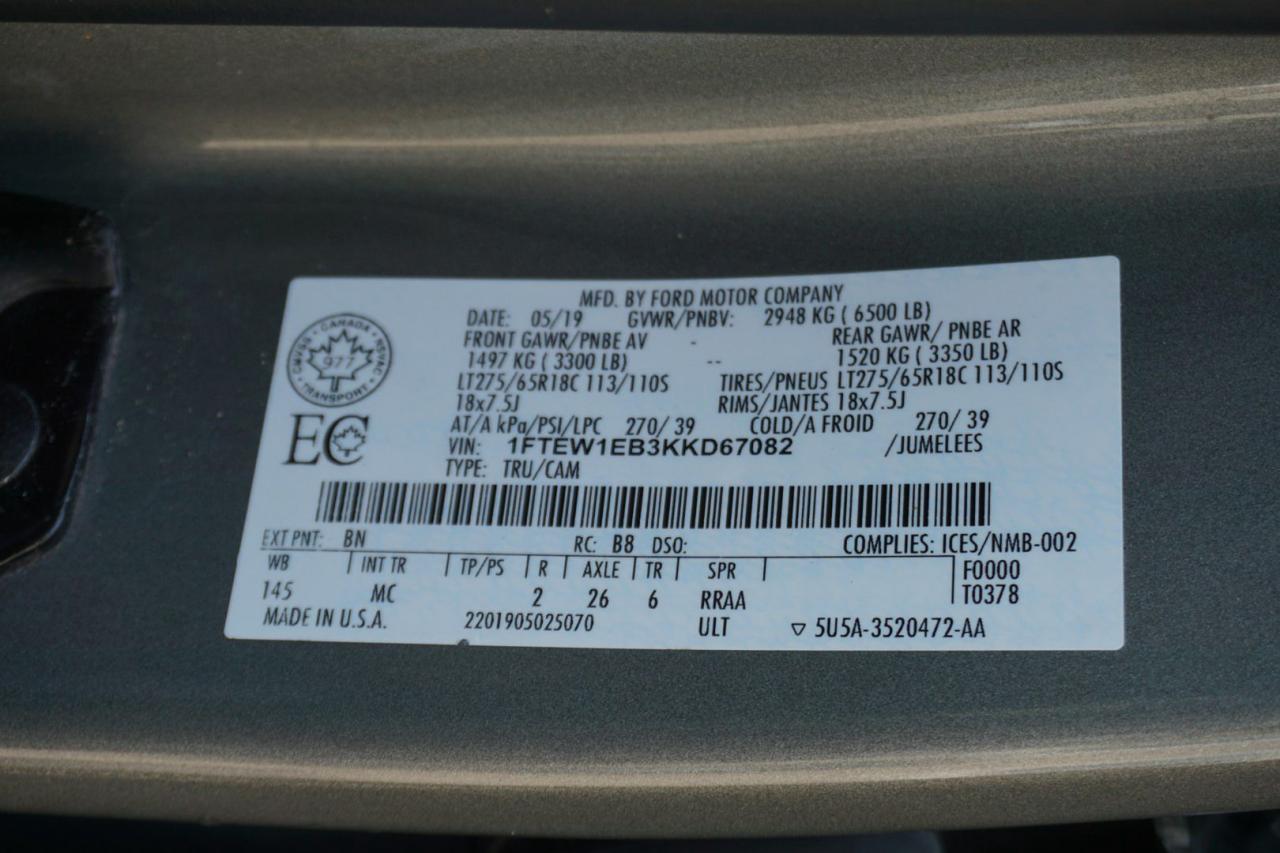 MFD. BY FORD MOTOR COMPANY
DATE: 05/19 GVWR/PNBV: 2948 KG ( 6500 LB)
FRONT GAWR/PNBE AV - REAR GAWR/ PNBE AR
1497 KG ( 3300 LB) -- 1520 KG ( 3350 LB)
LT275/65R18C 113/110S TIRES/PNEUS LT275/65R18C 113/110S
18x7.5J RIMS/JANTES 18x7.5J
AT/A kPa/PSI/LPC 270/ 39 COLD/A FROID 270/ 39
VIN: 1FTEW1EB3KKD67082 /JUMELEES
TYPE: TRU/CAM
CANADA
CMVSS NSVAC
977
TRANSPORT
EC
EXT PNT: BN RC: B8 DSO: COMPLIES: ICES/NMB-002
WB INT TR TP/PS R AXLE TR SPR F0000
145 MC 2 26 6 RRAA T0378
MADE IN U.S.A. 2201905025070 ULT ▽ 5U5A-3520472-AA